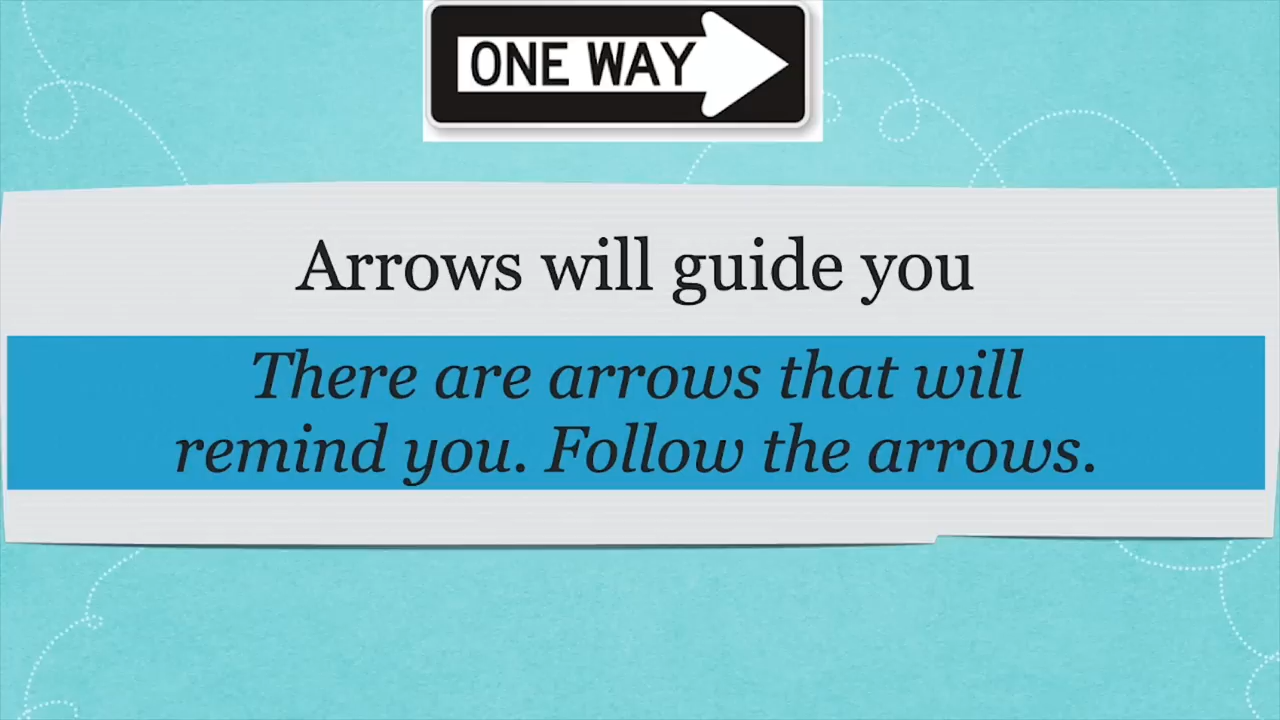 ONE WAY
Arrows will guide you
There are arrows that will
remind you. Follow the arrows.